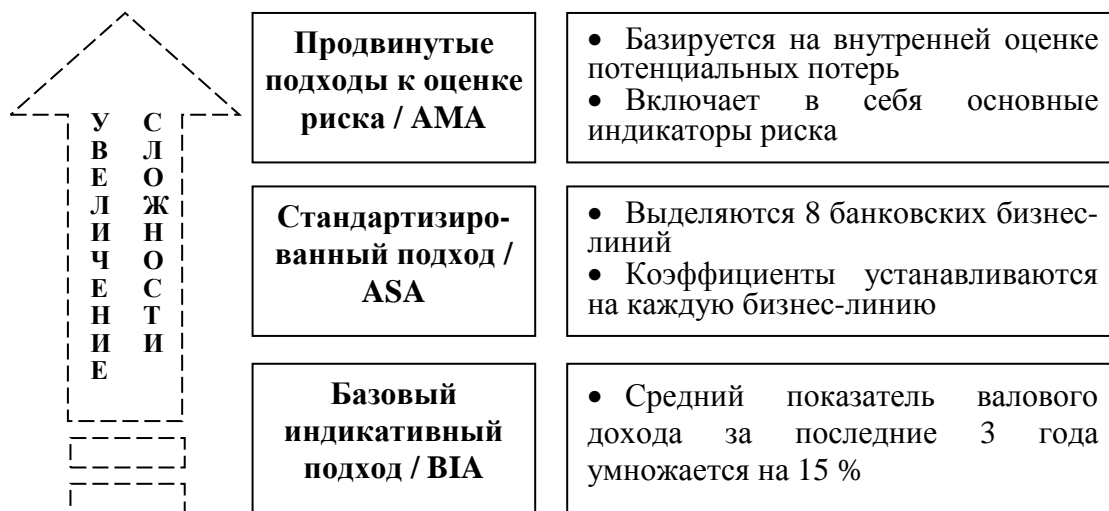 УВЕЛИЧЕНИЕ
СЛОЖНОСТИ
Продвинутые
подходы к оценке
риска / AMA
• Базируется на внутренней оценке
потенциальных потерь
• Включает в себя основные
индикаторы риска
Стандартизиро-
ванный подход /
ASA
• Выделяются 8 банковских бизнес-
линий
• Коэффициенты устанавливаются
на каждую бизнес-линию
Базовый
индикативный
подход / BIA
• Средний показатель валового
дохода за последние 3 года
умножается на 15 %